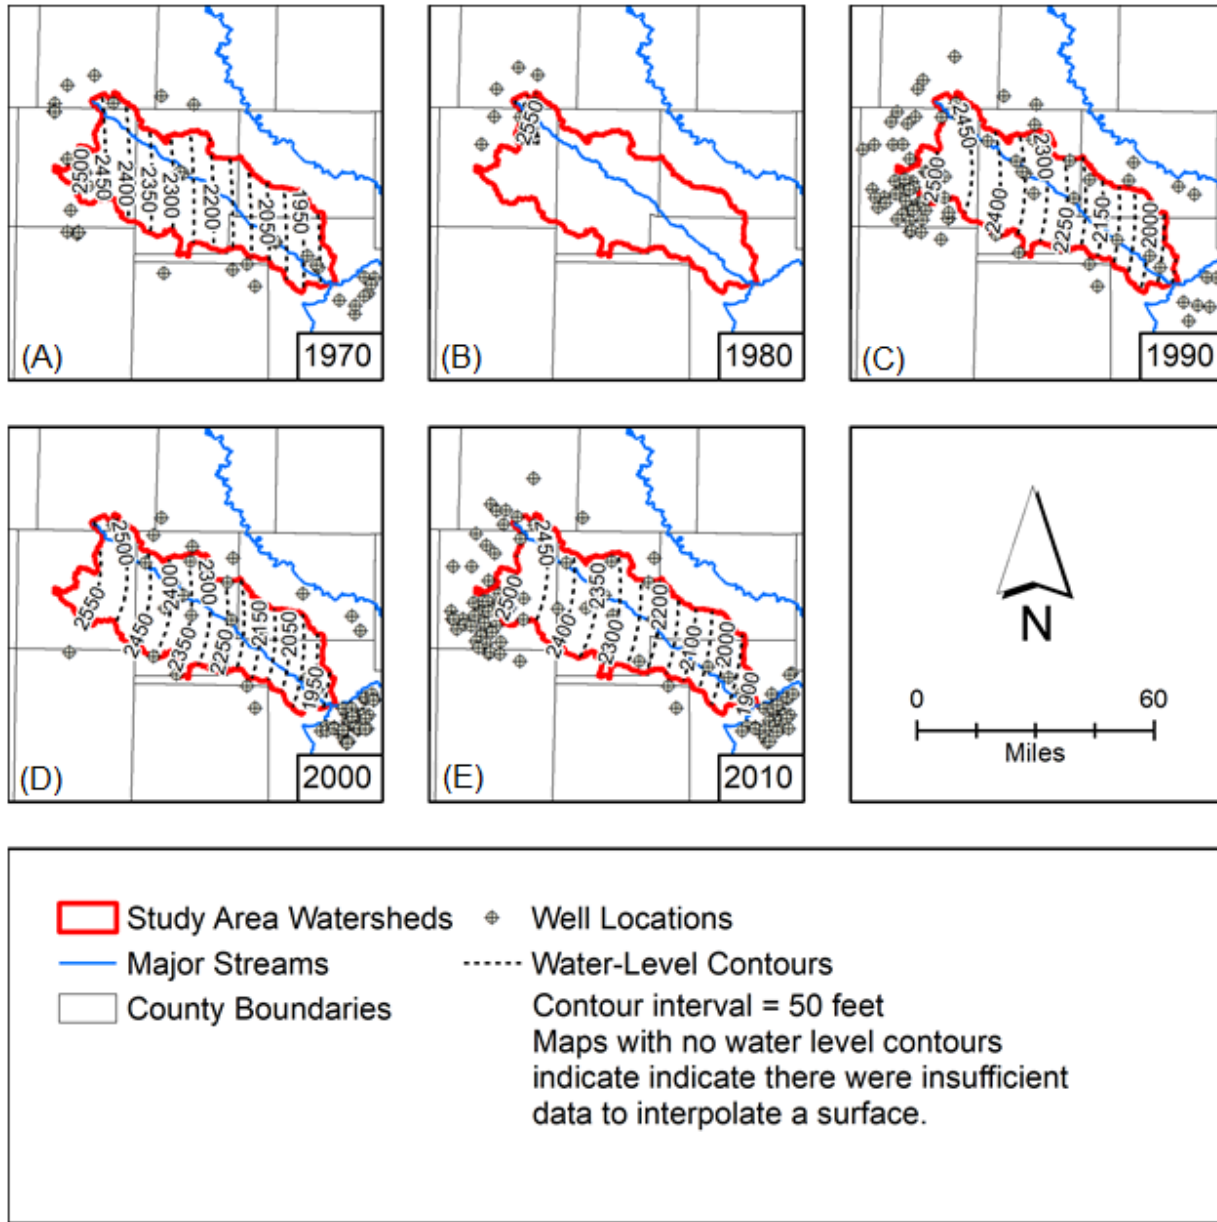 2500
2450
2400
2350
2300
2200
2050
1950
(A)
1970
2550
(B)
1980
2450
2500
2400
2300
2250
2150
2000
(C)
1990
2500
2550
2450
2400
2350
2300
2250
2150
2050
1950
(D)
2000
2450
2500
2400
2350
2300
2200
2100
2000
1900
(E)
2010
N
0 60
Miles
Study Area Watersheds
Major Streams
County Boundaries
Well Locations
Water-Level Contours
Contour interval = 50 feet
Maps with no water level contours
indicate indicate there were insufficient
data to interpolate a surface.